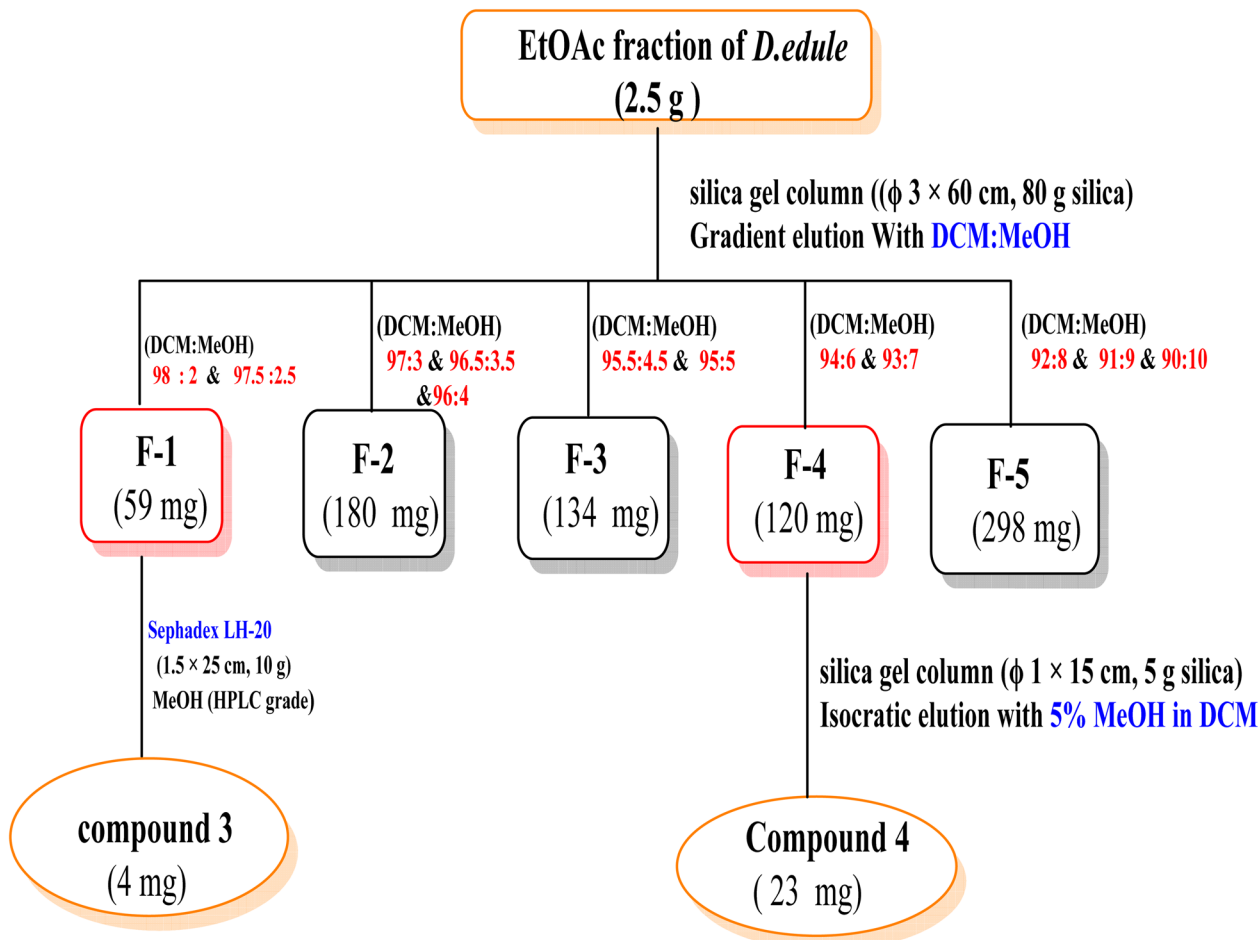 EtOAc fraction of D.edule
(2.5 g )
silica gel column ((ϕ 3 × 60 cm, 80 g silica)
Gradient elution With DCM:MeOH
(DCM:MeOH)
98 : 2 & 97.5 :2.5
(DCM:MeOH)
97:3 & 96.5:3.5
&96:4
(DCM:MeOH)
95.5:4.5 & 95:5
(DCM:MeOH)
94:6 & 93:7
(DCM:MeOH)
92:8 & 91:9 & 90:10
F-1
(59 mg)
F-2
(180 mg)
F-3
(134 mg)
F-4
(120 mg)
F-5
(298 mg)
Sephadex LH-20
(1.5 × 25 cm, 10 g)
MeOH (HPLC grade)
silica gel column (ϕ 1 × 15 cm, 5 g silica)
Isocratic elution with 5% MeOH in DCM
compound 3
(4 mg)
Compound 4
( 23 mg)